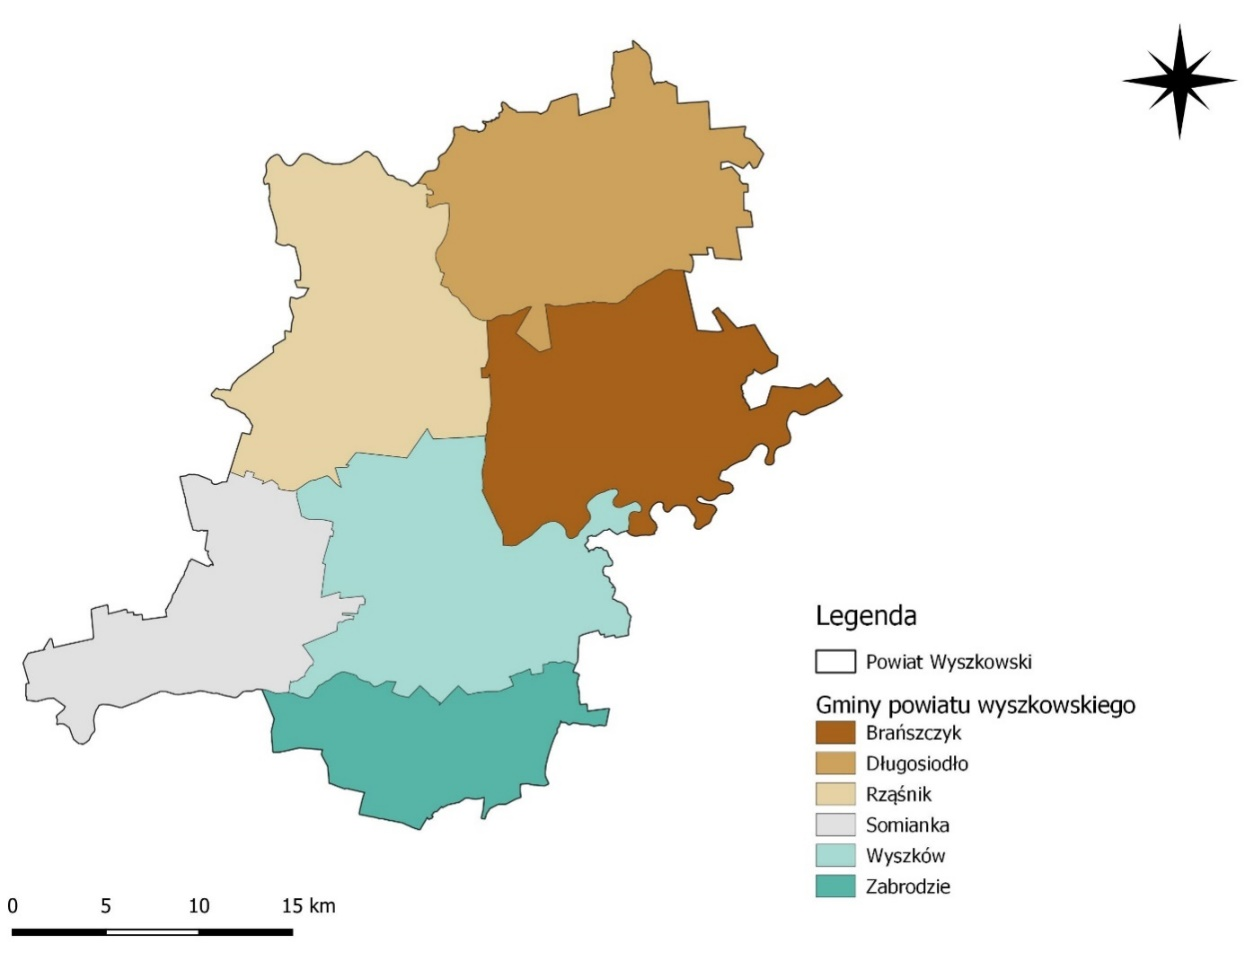 Legenda
Powiat Wyszkowski
Gminy powiatu wyszkowskiego
Brańszczyk
Długosiodło
Rząśnik
Somianka
Wyszków
Zabrodzie
0 5 10 15 km